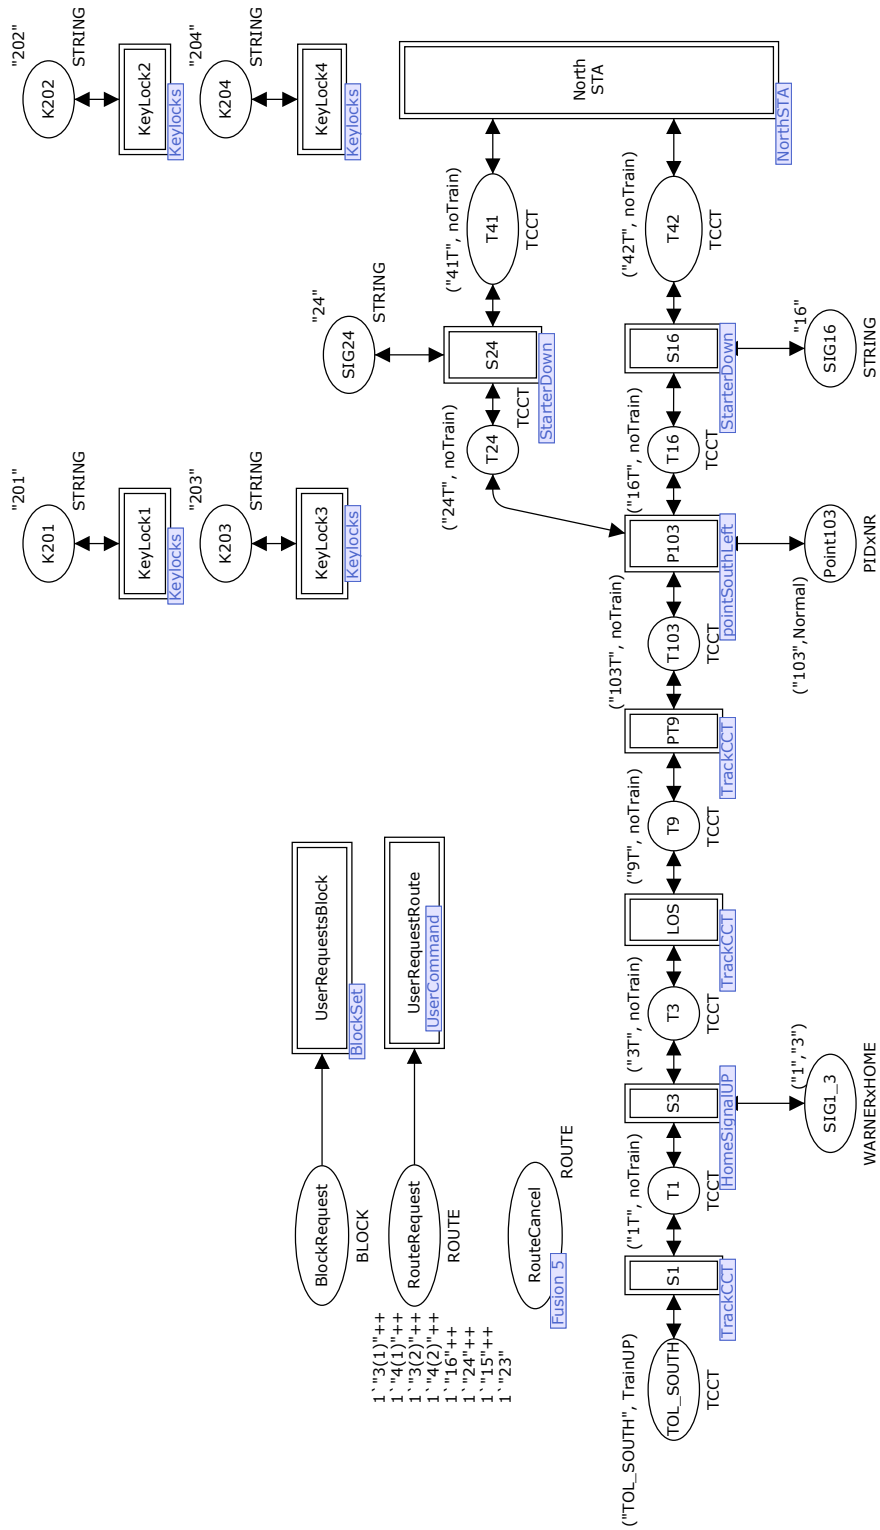 "201"
K201
STRING
KeyLock1
Keylocks
"202"
K202
STRING
KeyLock2
Keylocks
"203"
K203
STRING
KeyLock3
Keylocks
"204"
K204
STRING
KeyLock4
Keylocks
BlockRequest
BLOCK
UserRequestsBlock
BlockSet
RouteRequest
ROUTE
UserRequestRoute
UserCommand
1`"3(1)"++
1`"4(1)"++
1`"3(2)"++
1`"4(2)"++
1`"16"++
1`"24"++
1`"15"++
1`"23"
RouteCancel
ROUTE
Fusion 5
"24"
SIG24
STRING
("24T", noTrain)
T24
TCCT
S24
StarterDown
("41T", noTrain)
T41
TCCT
North
STA
NorthSTA
("TOL_SOUTH", TrainUP)
TOL_SOUTH
TCCT
S1
TrackCCT
("1T", noTrain)
T1
TCCT
S3
HomeSignalUP
("3T", noTrain)
T3
TCCT
LOS
TrackCCT
("9T", noTrain)
T9
TCCT
PT9
TrackCCT
("103T", noTrain)
T103
TCCT
P103
pointSouthLeft
("16T", noTrain)
T16
TCCT
S16
StarterDown
("42T", noTrain)
T42
TCCT
("1","3")
SIG1_3
WARNERxHOME
("103",Normal)
Point103
PIDxNR
"16"
SIG16
STRING